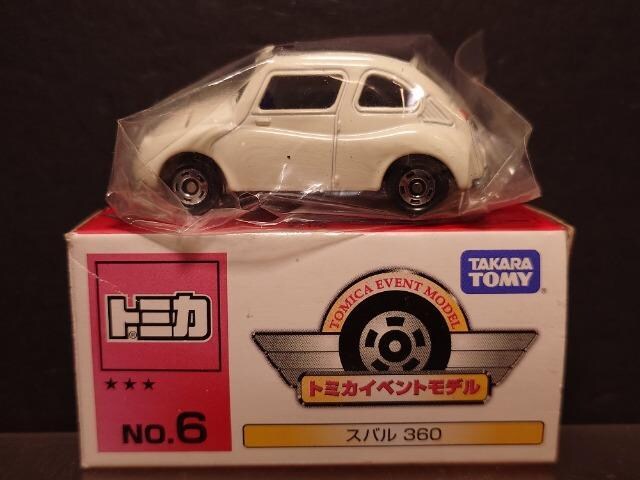 トミカ®
★★★
NO.6
TOMICA EVENT MODEL
トミカイベントモデル
スバル 360
TAKARA
TOMY®